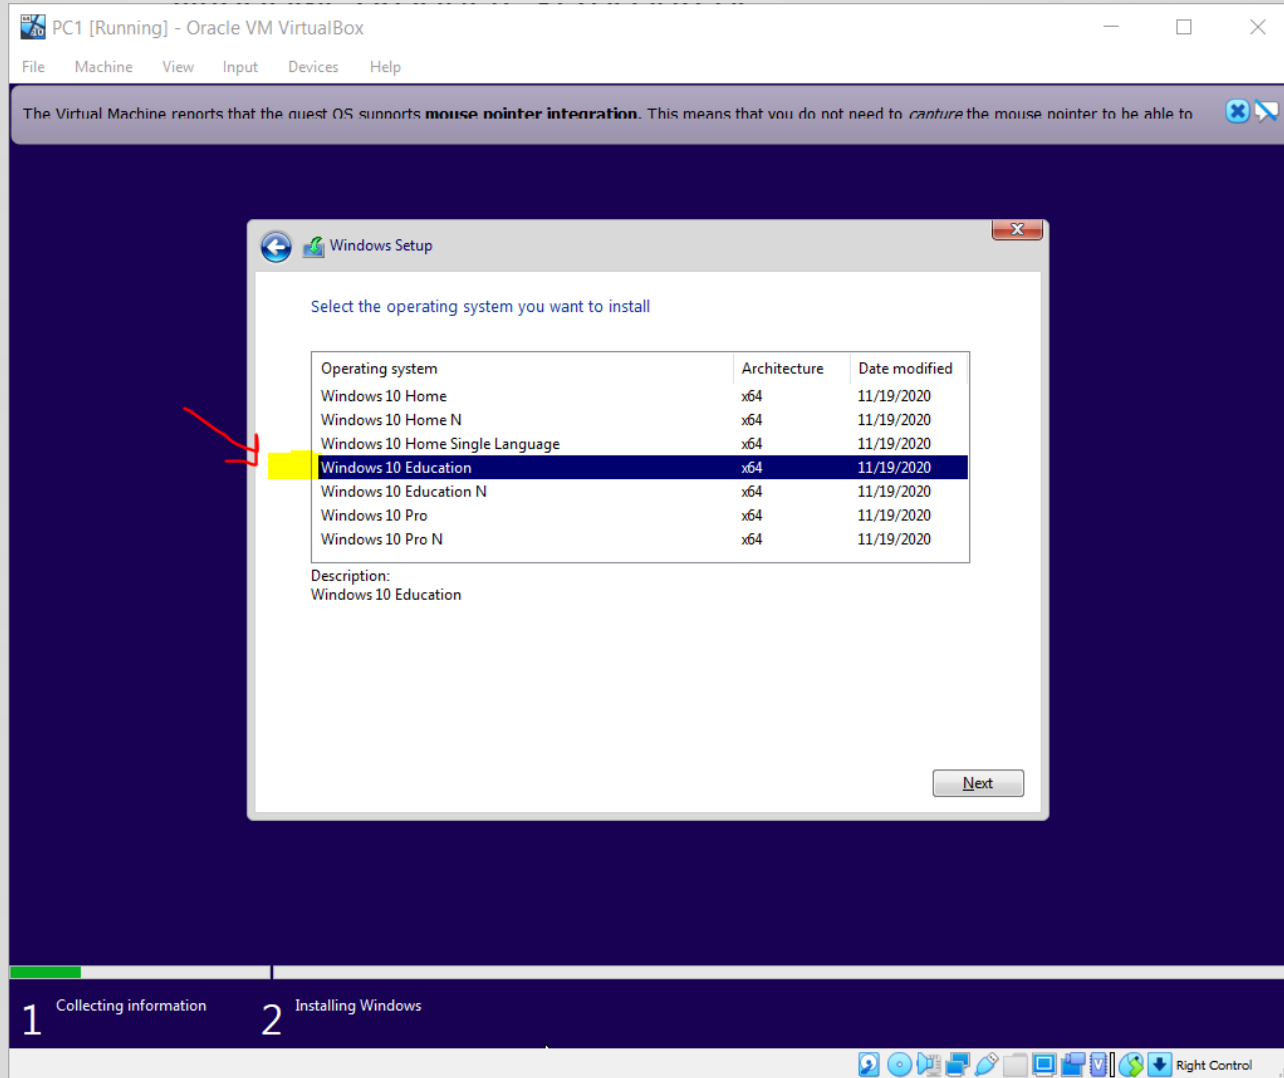 PC1 [Running] - Oracle VM VirtualBox
File Machine View Input Devices Help
The Virtual Machine reports that the guest OS supports mouse pointer integration. This means that you do not need to capture the mouse pointer to be able to
Windows Setup
Select the operating system you want to install
Operating system Architecture Date modified
Windows 10 Home x64 11/19/2020
Windows 10 Home N x64 11/19/2020
Windows 10 Home Single Language x64 11/19/2020
Windows 10 Education x64 11/19/2020
Windows 10 Education N x64 11/19/2020
Windows 10 Pro x64 11/19/2020
Windows 10 Pro N x64 11/19/2020
Description:
Windows 10 Education
Next
1 Collecting information 2 Installing Windows
Right Control